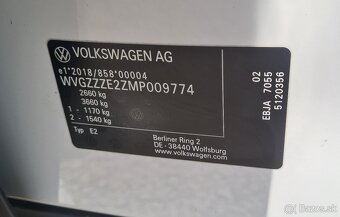 VOLKSWAGEN AG
e1*2018/858*00004
WVGZZZE2ZMP009774
2660 kg
3660 kg
1 - 1170 kg
2 - 1540 kg
Typ E2
Berliner Ring 2
DE - 38440 Wolfsburg
www.volkswagen.com
02
EBJA 7055
5120356
bazos.sk